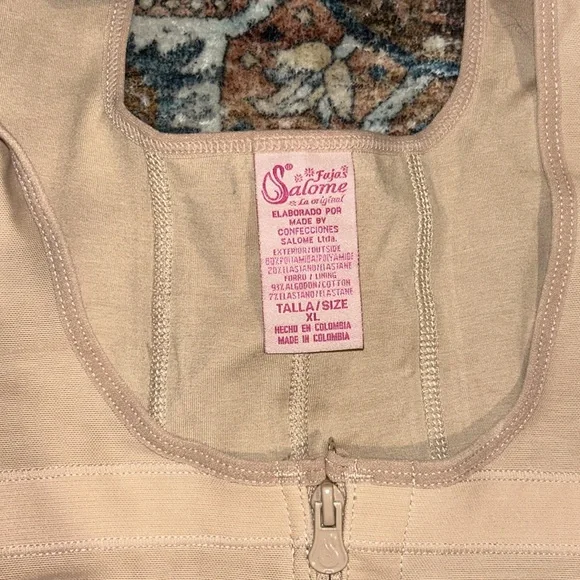 Fajas
Salome®
La original
ELABORADO POR
MADE BY
CONFECCIONES
SALOME Ltda.
EXTERIOR/OUTSIDE
80% POLIAMIDA/POLYAMIDE
20% ELASTANO/ELASTANE
FORRO / LINING
93% ALGODON/COTTON
7% ELASTANO/ELASTANE
TALLA/SIZE
XL
HECHO EN COLOMBIA
MADE IN COLOMBIA